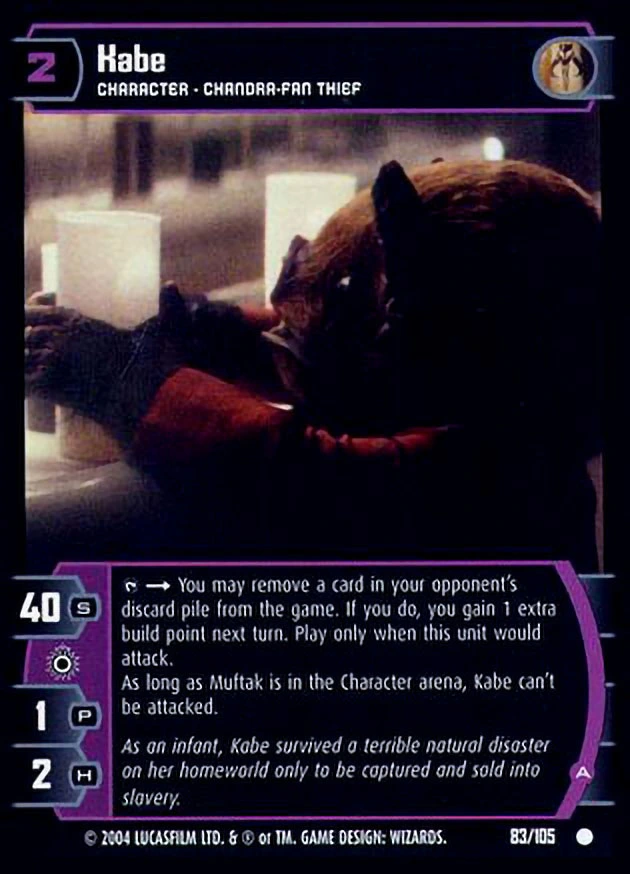 2
Kabe
CHARACTER · CHANDRA-FAN THIEF
→ You may remove a card in your opponent's
discard pile from the game. If you do, you gain 1 extra
build point next turn. Play only when this unit would
attack.
As long as Muftak is in the Character arena, Kabe can't
be attacked.
As an infant, Kabe survived a terrible natural disaster
on her homeworld only to be captured and sold into
slavery.
40 S
1 P
2 H
A
© 2004 LUCASFILM LTD. & ® or TM. GAME DESIGN: WIZARDS.
83/105